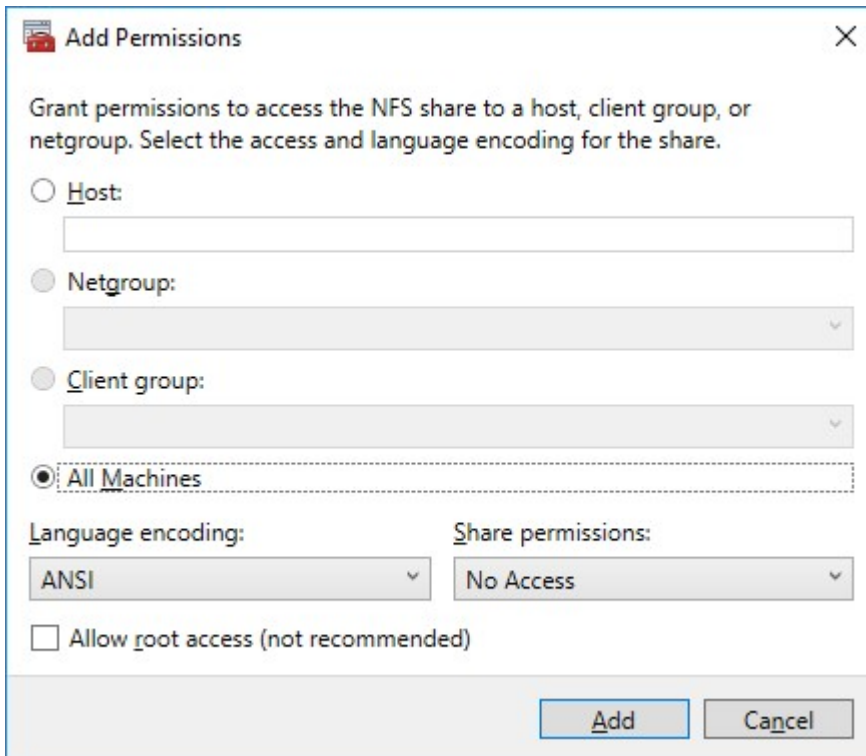 Add Permissions
Grant permissions to access the NFS share to a host, client group, or
netgroup. Select the access and language encoding for the share.
Host:
Netgroup:
Client group:
All Machines
Language encoding:
Share permissions:
ANSI
No Access
Allow root access (not recommended)
Add
Cancel